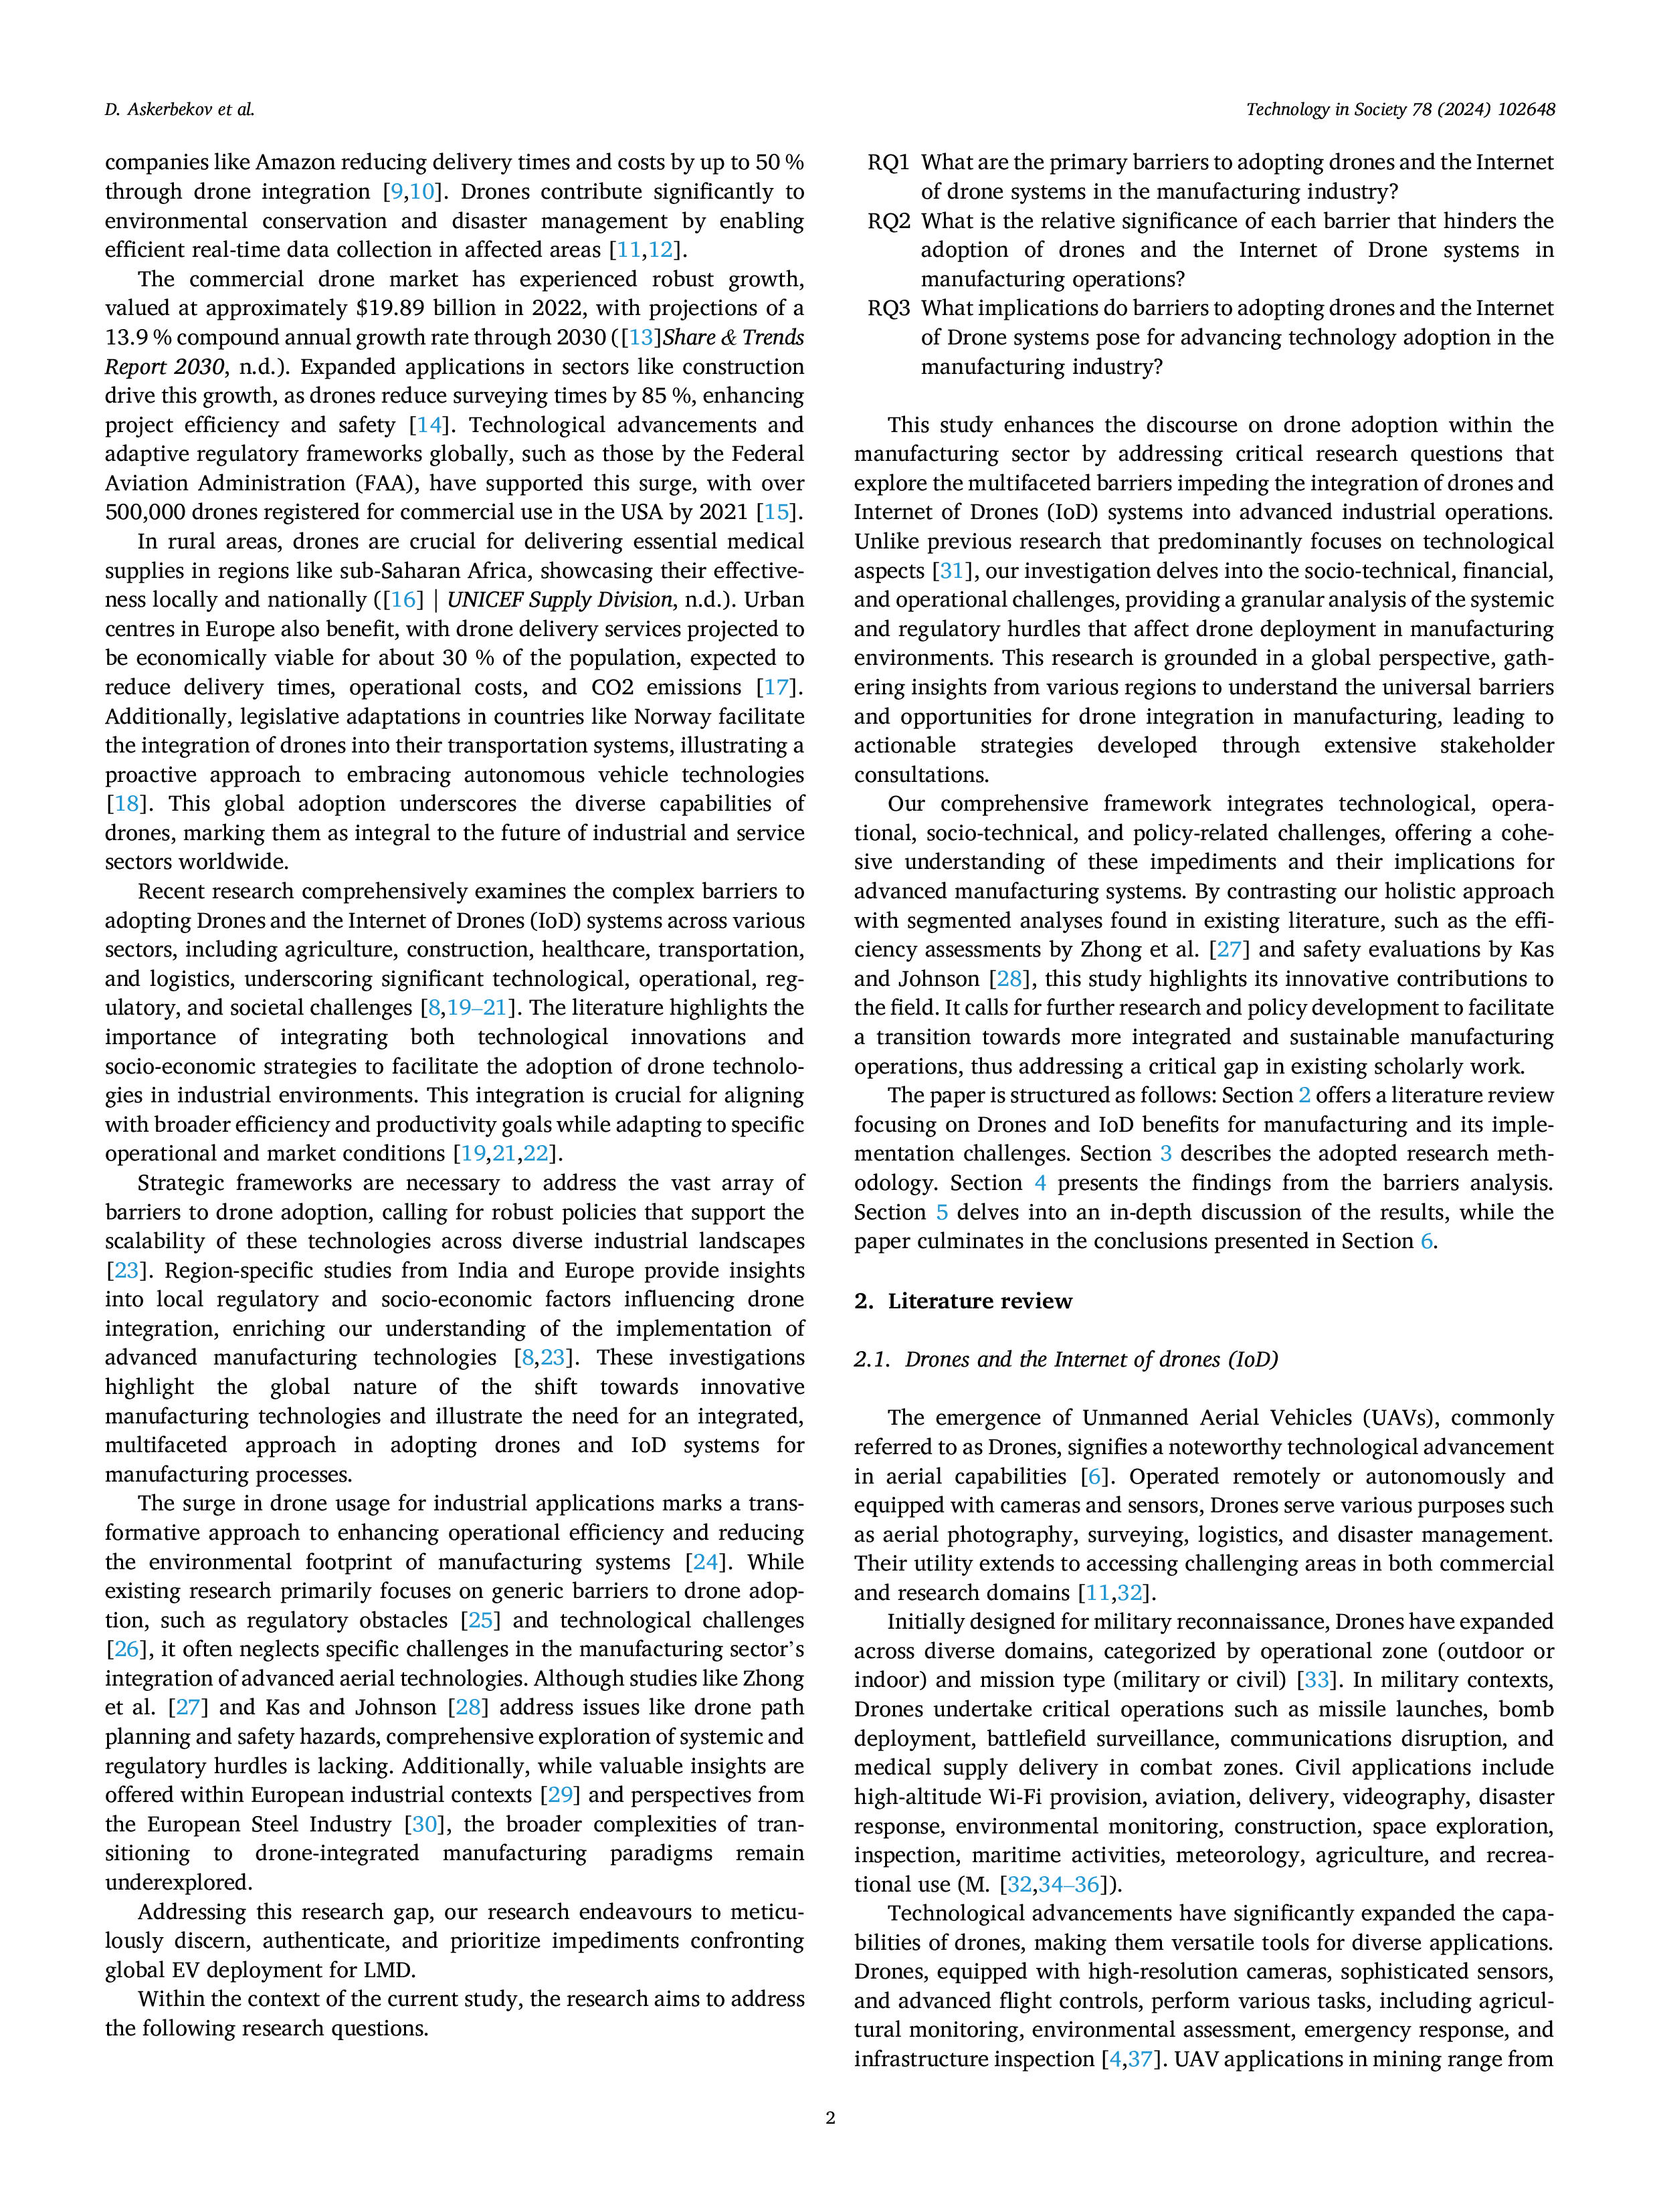 D. Askerbekov et al.
Technology in Society 78 (2024) 102648
companies like Amazon reducing delivery times and costs by up to 50 %
through drone integration [9,10]. Drones contribute significantly to
environmental conservation and disaster management by enabling
efficient real-time data collection in affected areas [11,12].
The commercial drone market has experienced robust growth,
valued at approximately $19.89 billion in 2022, with projections of a
13.9 % compound annual growth rate through 2030 ([13]Share & Trends
Report 2030, n.d.). Expanded applications in sectors like construction
drive this growth, as drones reduce surveying times by 85 %, enhancing
project efficiency and safety [14]. Technological advancements and
adaptive regulatory frameworks globally, such as those by the Federal
Aviation Administration (FAA), have supported this surge, with over
500,000 drones registered for commercial use in the USA by 2021 [15].
In rural areas, drones are crucial for delivering essential medical
supplies in regions like sub-Saharan Africa, showcasing their effective-
ness locally and nationally ([16] | UNICEF Supply Division, n.d.). Urban
centres in Europe also benefit, with drone delivery services projected to
be economically viable for about 30 % of the population, expected to
reduce delivery times, operational costs, and CO2 emissions [17].
Additionally, legislative adaptations in countries like Norway facilitate
the integration of drones into their transportation systems, illustrating a
proactive approach to embracing autonomous vehicle technologies
[18]. This global adoption underscores the diverse capabilities of
drones, marking them as integral to the future of industrial and service
sectors worldwide.
Recent research comprehensively examines the complex barriers to
adopting Drones and the Internet of Drones (IoD) systems across various
sectors, including agriculture, construction, healthcare, transportation,
and logistics, underscoring significant technological, operational, reg-
ulatory, and societal challenges [8,19–21]. The literature highlights the
importance of integrating both technological innovations and
socio-economic strategies to facilitate the adoption of drone technolo-
gies in industrial environments. This integration is crucial for aligning
with broader efficiency and productivity goals while adapting to specific
operational and market conditions [19,21,22].
Strategic frameworks are necessary to address the vast array of
barriers to drone adoption, calling for robust policies that support the
scalability of these technologies across diverse industrial landscapes
[23]. Region-specific studies from India and Europe provide insights
into local regulatory and socio-economic factors influencing drone
integration, enriching our understanding of the implementation of
advanced manufacturing technologies [8,23]. These investigations
highlight the global nature of the shift towards innovative
manufacturing technologies and illustrate the need for an integrated,
multifaceted approach in adopting drones and IoD systems for
manufacturing processes.
The surge in drone usage for industrial applications marks a trans-
formative approach to enhancing operational efficiency and reducing
the environmental footprint of manufacturing systems [24]. While
existing research primarily focuses on generic barriers to drone adop-
tion, such as regulatory obstacles [25] and technological challenges
[26], it often neglects specific challenges in the manufacturing sector’s
integration of advanced aerial technologies. Although studies like Zhong
et al. [27] and Kas and Johnson [28] address issues like drone path
planning and safety hazards, comprehensive exploration of systemic and
regulatory hurdles is lacking. Additionally, while valuable insights are
offered within European industrial contexts [29] and perspectives from
the European Steel Industry [30], the broader complexities of tran-
sitioning to drone-integrated manufacturing paradigms remain
underexplored.
Addressing this research gap, our research endeavours to meticu-
lously discern, authenticate, and prioritize impediments confronting
global EV deployment for LMD.
Within the context of the current study, the research aims to address
the following research questions.
RQ1 What are the primary barriers to adopting drones and the Internet
of drone systems in the manufacturing industry?
RQ2 What is the relative significance of each barrier that hinders the
adoption of drones and the Internet of Drone systems in
manufacturing operations?
RQ3 What implications do barriers to adopting drones and the Internet
of Drone systems pose for advancing technology adoption in the
manufacturing industry?
This study enhances the discourse on drone adoption within the
manufacturing sector by addressing critical research questions that
explore the multifaceted barriers impeding the integration of drones and
Internet of Drones (IoD) systems into advanced industrial operations.
Unlike previous research that predominantly focuses on technological
aspects [31], our investigation delves into the socio-technical, financial,
and operational challenges, providing a granular analysis of the systemic
and regulatory hurdles that affect drone deployment in manufacturing
environments. This research is grounded in a global perspective, gath-
ering insights from various regions to understand the universal barriers
and opportunities for drone integration in manufacturing, leading to
actionable strategies developed through extensive stakeholder
consultations.
Our comprehensive framework integrates technological, opera-
tional, socio-technical, and policy-related challenges, offering a cohe-
sive understanding of these impediments and their implications for
advanced manufacturing systems. By contrasting our holistic approach
with segmented analyses found in existing literature, such as the effi-
ciency assessments by Zhong et al. [27] and safety evaluations by Kas
and Johnson [28], this study highlights its innovative contributions to
the field. It calls for further research and policy development to facilitate
a transition towards more integrated and sustainable manufacturing
operations, thus addressing a critical gap in existing scholarly work.
The paper is structured as follows: Section 2 offers a literature review
focusing on Drones and IoD benefits for manufacturing and its imple-
mentation challenges. Section 3 describes the adopted research meth-
odology. Section 4 presents the findings from the barriers analysis.
Section 5 delves into an in-depth discussion of the results, while the
paper culminates in the conclusions presented in Section 6.
2. Literature review
2.1. Drones and the Internet of drones (IoD)
The emergence of Unmanned Aerial Vehicles (UAVs), commonly
referred to as Drones, signifies a noteworthy technological advancement
in aerial capabilities [6]. Operated remotely or autonomously and
equipped with cameras and sensors, Drones serve various purposes such
as aerial photography, surveying, logistics, and disaster management.
Their utility extends to accessing challenging areas in both commercial
and research domains [11,32].
Initially designed for military reconnaissance, Drones have expanded
across diverse domains, categorized by operational zone (outdoor or
indoor) and mission type (military or civil) [33]. In military contexts,
Drones undertake critical operations such as missile launches, bomb
deployment, battlefield surveillance, communications disruption, and
medical supply delivery in combat zones. Civil applications include
high-altitude Wi-Fi provision, aviation, delivery, videography, disaster
response, environmental monitoring, construction, space exploration,
inspection, maritime activities, meteorology, agriculture, and recrea-
tional use (M. [32,34–36]).
Technological advancements have significantly expanded the capa-
bilities of drones, making them versatile tools for diverse applications.
Drones, equipped with high-resolution cameras, sophisticated sensors,
and advanced flight controls, perform various tasks, including agricul-
tural monitoring, environmental assessment, emergency response, and
infrastructure inspection [4,37]. UAV applications in mining range from
2